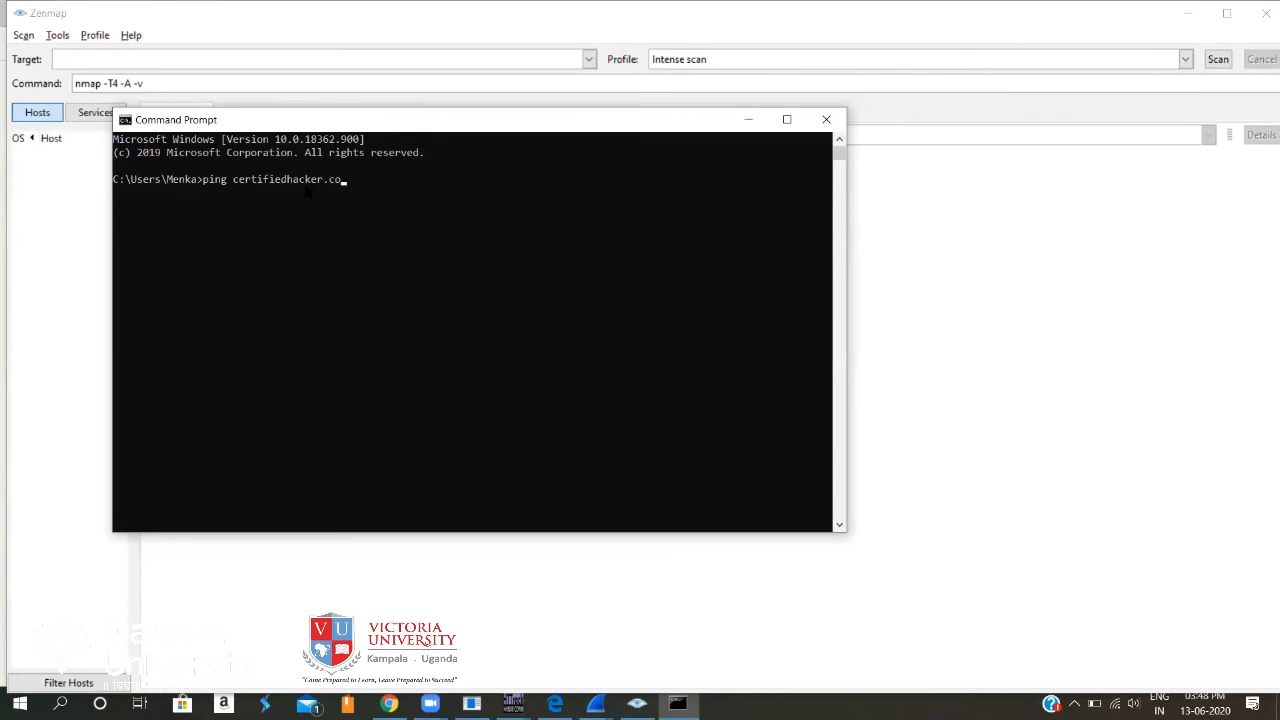 Zenmap
Scan Tools Profile Help
Target:
Profile: Intense scan
Scan
Cancel
Command: nmap -T4 -A -v
Hosts
Services
OS Host
Details
Command Prompt
Microsoft Windows [Version 10.0.18362.900]
(c) 2019 Microsoft Corporation. All rights reserved.
C:\Users\Menka>ping certifiedhacker.co
VU
VICTORIA
UNIVERSITY
Kampala . Uganda
"Come Prepared to Learn, Leave Prepared to Succeed"
Filter Hosts
1
ENG
IN
03:48 PM
13-06-2020